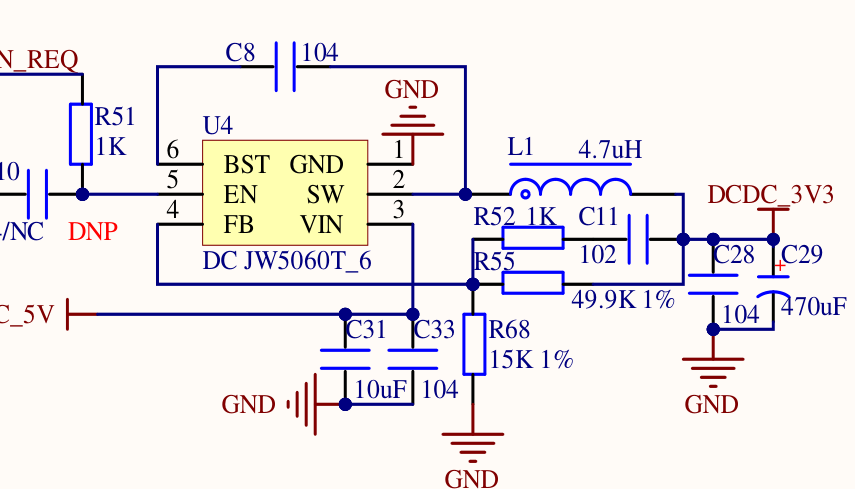 C8 104
N_REQ
GND
R51
1K
U4
L1 4.7uH
6 BST GND 1
5 EN SW 2
4 FB VIN 3
10
/NC DNP
DC JW5060T_6
DCDC_3V3
R52 1K C11
102
R55
49.9K 1%
C28
104
+
C29
470uF
C_5V
C31
10uF
C33
104
R68
15K 1%
GND
GND
GND